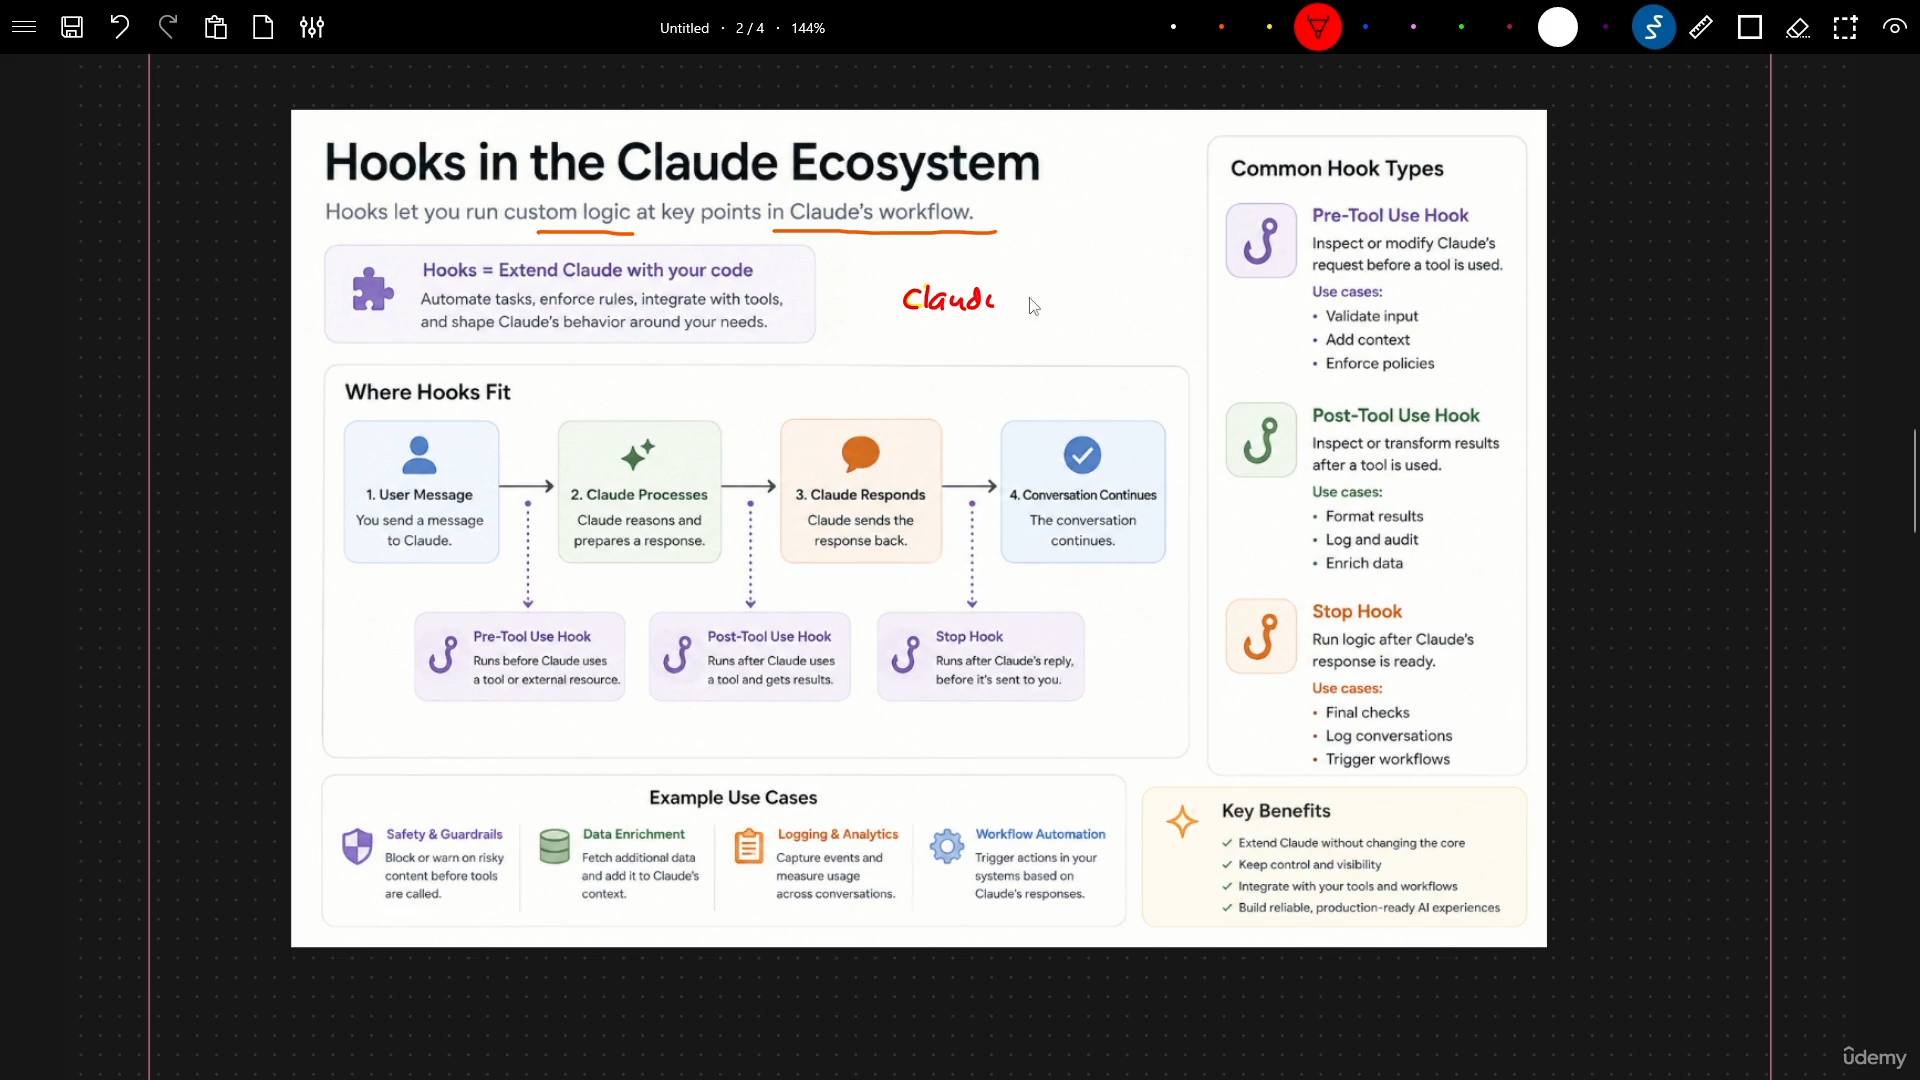 Untitled · 2 / 4 · 144%
Hooks in the Claude Ecosystem
Hooks let you run custom logic at key points in Claude's workflow.
Hooks = Extend Claude with your code
Automate tasks, enforce rules, integrate with tools,
and shape Claude's behavior around your needs.
Claude
Where Hooks Fit
1. User Message
You send a message
to Claude.
2. Claude Processes
Claude reasons and
prepares a response.
3. Claude Responds
Claude sends the
response back.
4. Conversation Continues
The conversation
continues.
Pre-Tool Use Hook
Runs before Claude uses
a tool or external resource.
Post-Tool Use Hook
Runs after Claude uses
a tool and gets results.
Stop Hook
Runs after Claude's reply,
before it's sent to you.
Common Hook Types
Pre-Tool Use Hook
Inspect or modify Claude's
request before a tool is used.
Use cases:
• Validate input
• Add context
• Enforce policies
Post-Tool Use Hook
Inspect or transform results
after a tool is used.
Use cases:
• Format results
• Log and audit
• Enrich data
Stop Hook
Run logic after Claude's
response is ready.
Use cases:
• Final checks
• Log conversations
• Trigger workflows
Example Use Cases
Safety & Guardrails
Block or warn on risky
content before tools
are called.
Data Enrichment
Fetch additional data
and add it to Claude's
context.
Logging & Analytics
Capture events and
measure usage
across conversations.
Workflow Automation
Trigger actions in your
systems based on
Claude's responses.
Key Benefits
✓ Extend Claude without changing the core
✓ Keep control and visibility
✓ Integrate with your tools and workflows
✓ Build reliable, production-ready AI experiences
ûdemy